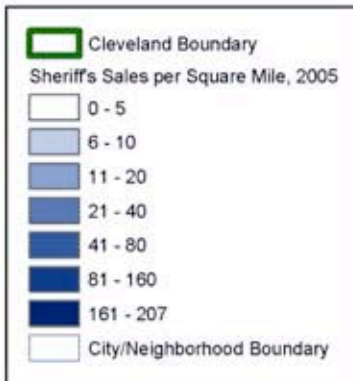 Cleveland Boundary
Sheriff's Sales per Square Mile, 2005
0 - 5
6 - 10
11 - 20
21 - 40
41 - 80
81 - 160
161 - 207
City/Neighborhood Boundary